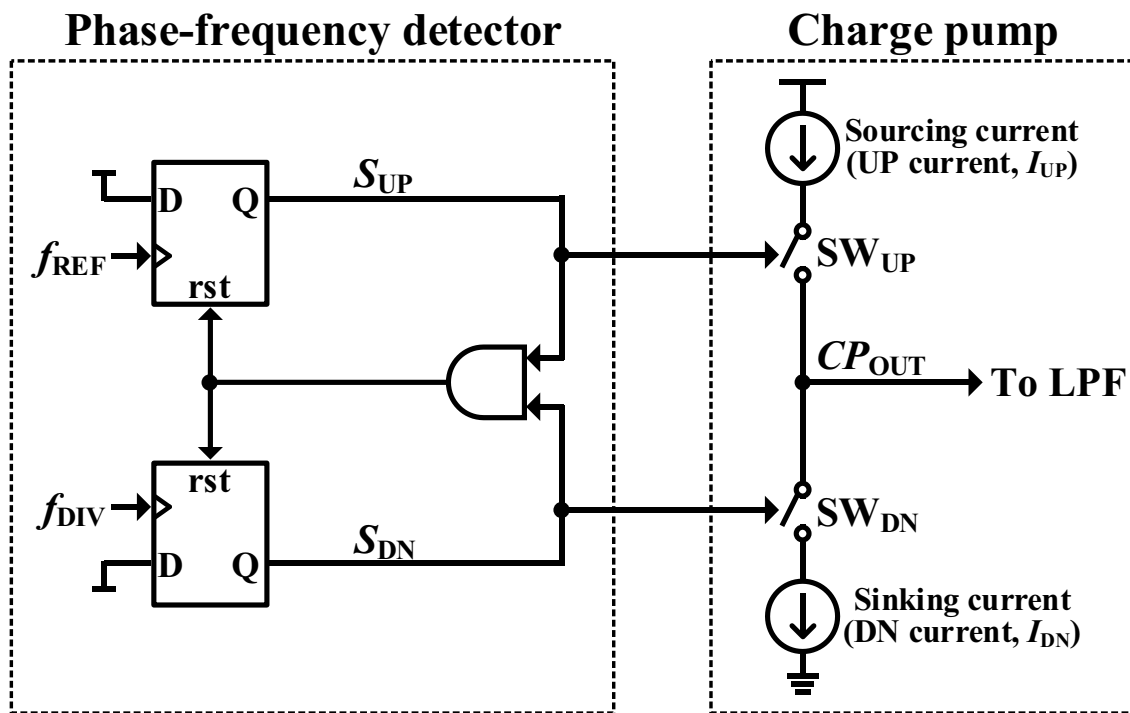 Phase-frequency detector
Charge pump
D
Q
rst
fREF
SUP
rst
D
Q
fDIV
SDN
Sourcing current
(UP current, IUP)
SWUP
CPOUT
To LPF
SWDN
Sinking current
(DN current, IDN)